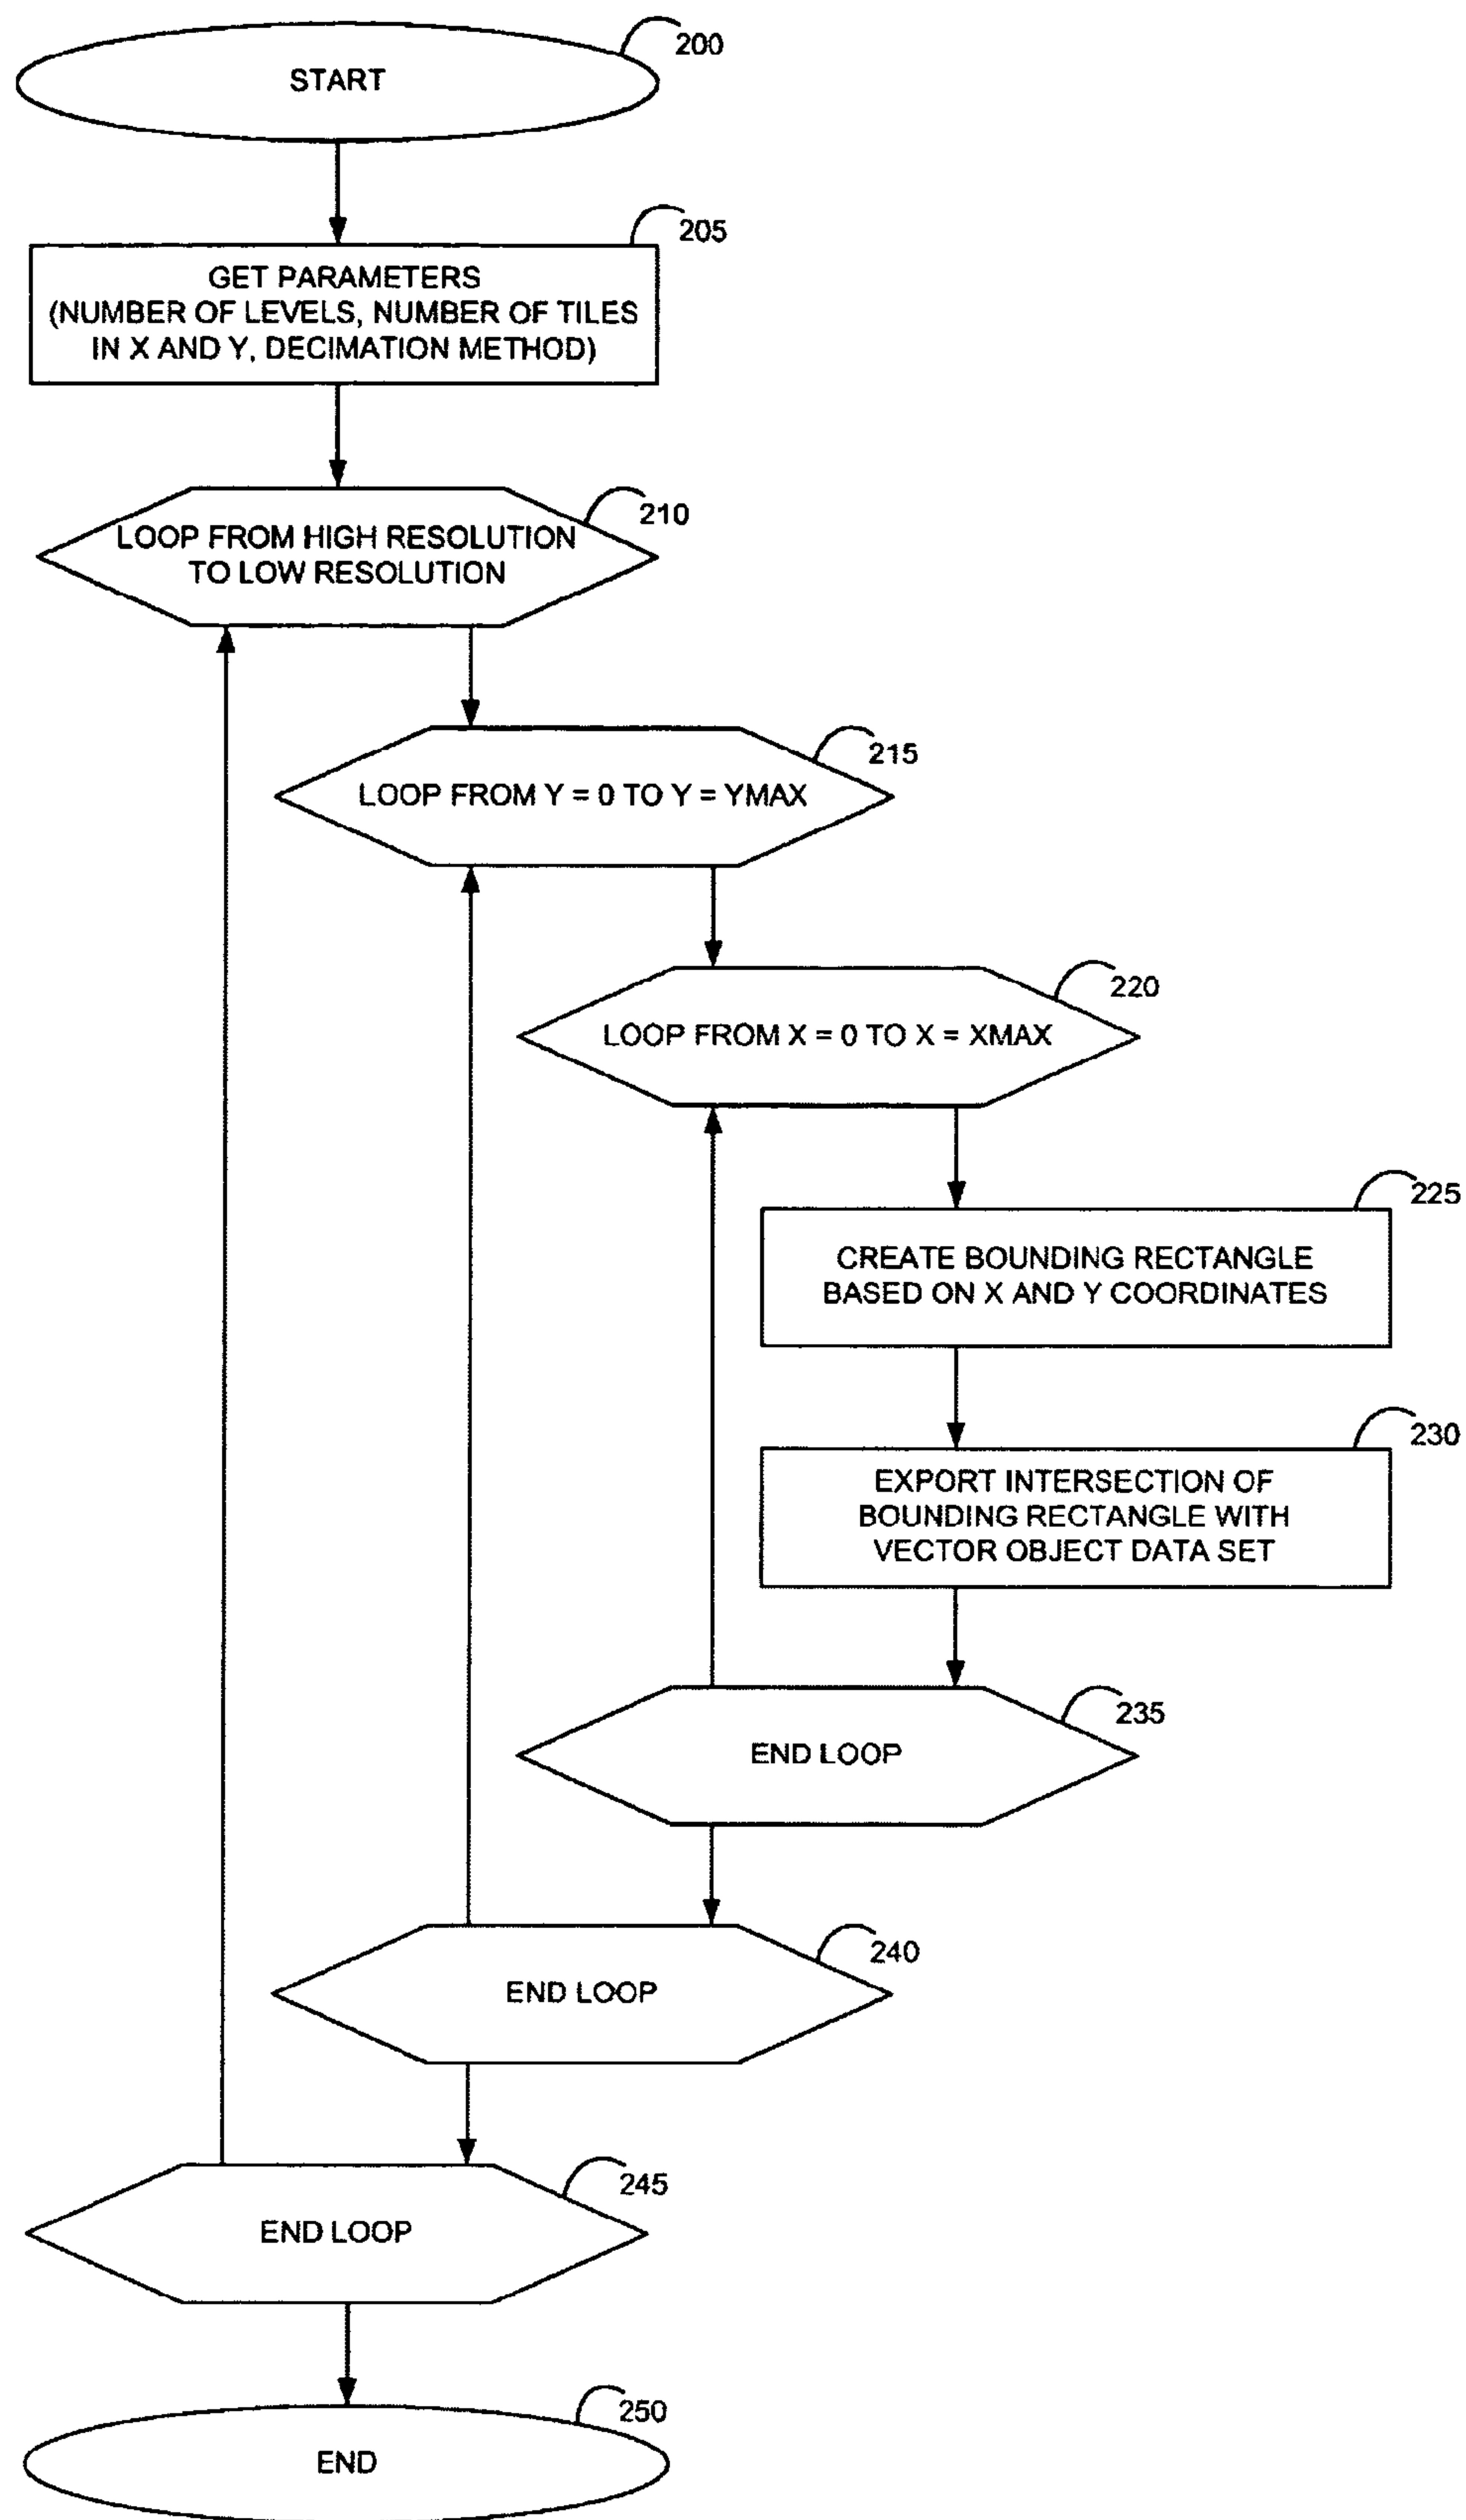 200
START
205
GET PARAMETERS
(NUMBER OF LEVELS, NUMBER OF TILES
IN X AND Y, DECIMATION METHOD)
210
LOOP FROM HIGH RESOLUTION
TO LOW RESOLUTION
215
LOOP FROM Y = 0 TO Y = YMAX
220
LOOP FROM X = 0 TO X = XMAX
225
CREATE BOUNDING RECTANGLE
BASED ON X AND Y COORDINATES
230
EXPORT INTERSECTION OF
BOUNDING RECTANGLE WITH
VECTOR OBJECT DATA SET
235
END LOOP
240
END LOOP
245
END LOOP
250
END